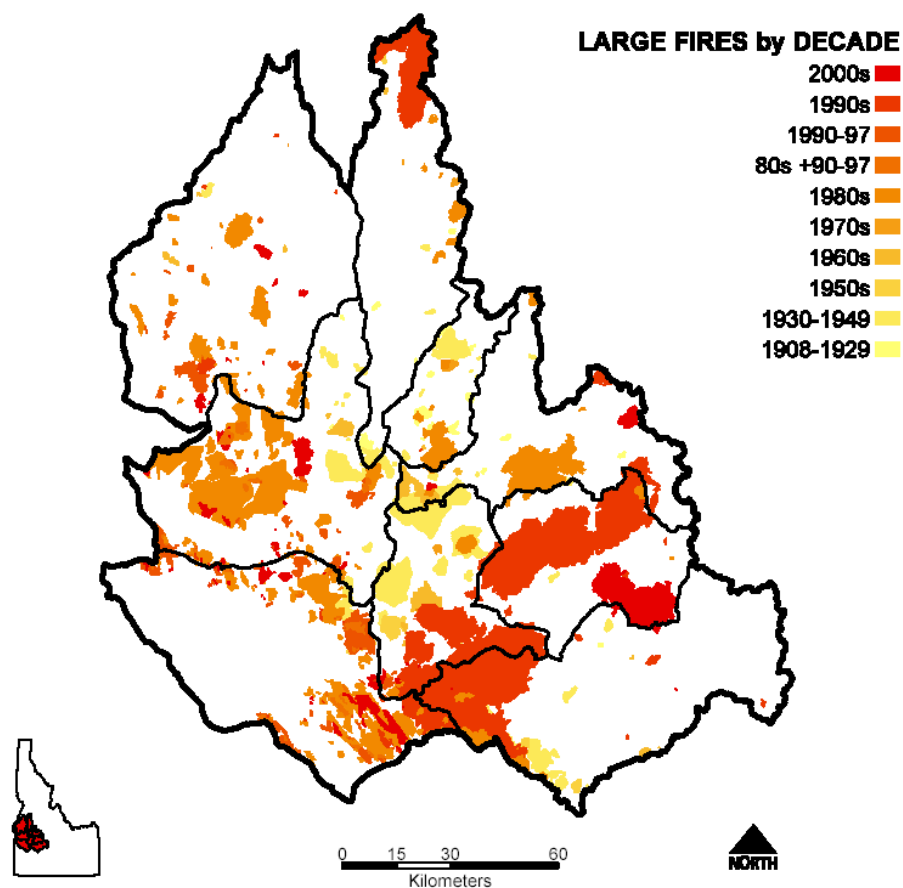 LARGE FIRES by DECADE
2000s
1990s
1990-97
80s +90-97
1980s
1970s
1960s
1950s
1930-1949
1908-1929
0 15 30 60
Kilometers
NORTH